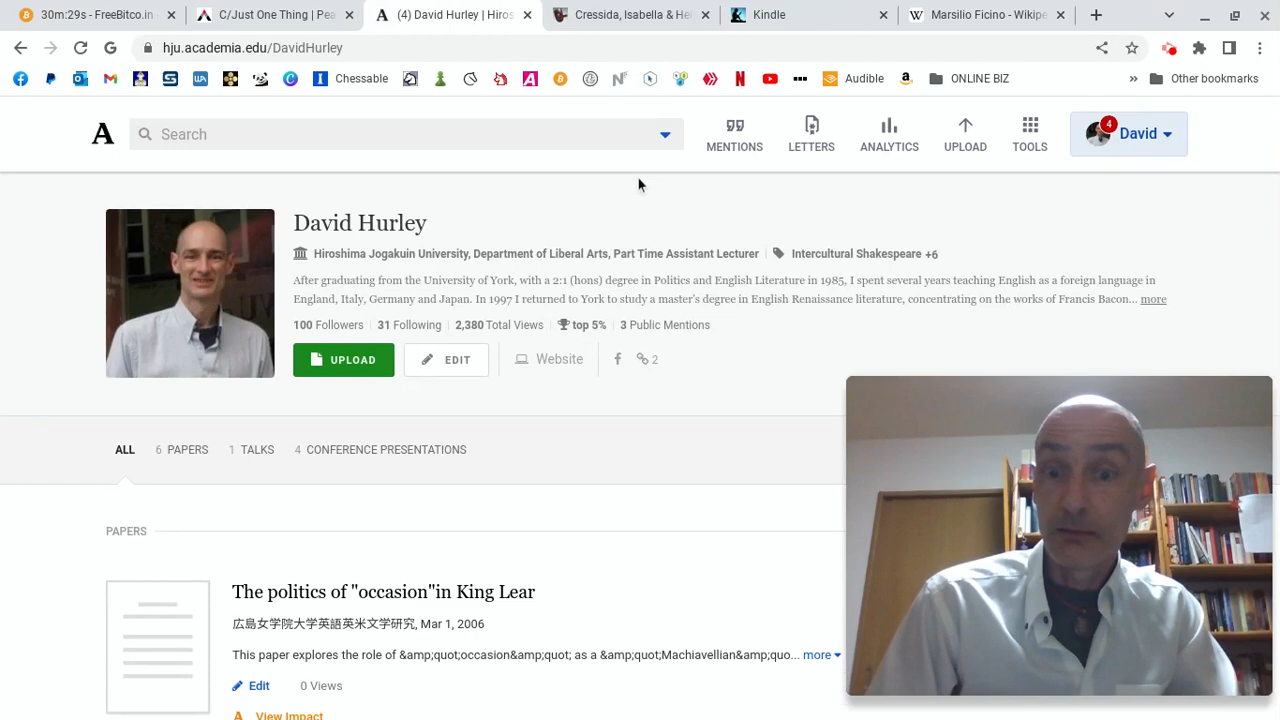 30m:29s - FreeBitco.in
C/Just One Thing | Pea
(4) David Hurley | Hiros
Cressida, Isabella & Hel
Kindle
Marsilio Ficino - Wikipe
hju.academia.edu/DavidHurley
Chessable
Audible
ONLINE BIZ
Other bookmarks
A
Search
MENTIONS
LETTERS
ANALYTICS
UPLOAD
TOOLS
4
David
David Hurley
Hiroshima Jogakuin University, Department of Liberal Arts, Part Time Assistant Lecturer
Intercultural Shakespeare +6
After graduating from the University of York, with a 2:1 (hons) degree in Politics and English Literature in 1985, I spent several years teaching English as a foreign language in
England, Italy, Germany and Japan. In 1997 I returned to York to study a master's degree in English Renaissance literature, concentrating on the works of Francis Bacon... more
100 Followers
31 Following
2,380 Total Views
top 5%
3 Public Mentions
UPLOAD
EDIT
Website
2
ALL
6 PAPERS
1 TALKS
4 CONFERENCE PRESENTATIONS
PAPERS
The politics of "occasion"in King Lear
広島女学院大学英語英米文学研究, Mar 1, 2006
This paper explores the role of &amp;quot;occasion&amp;quot; as a &amp;quot;Machiavellian&amp;quo... more
Edit
0 Views
View Impact